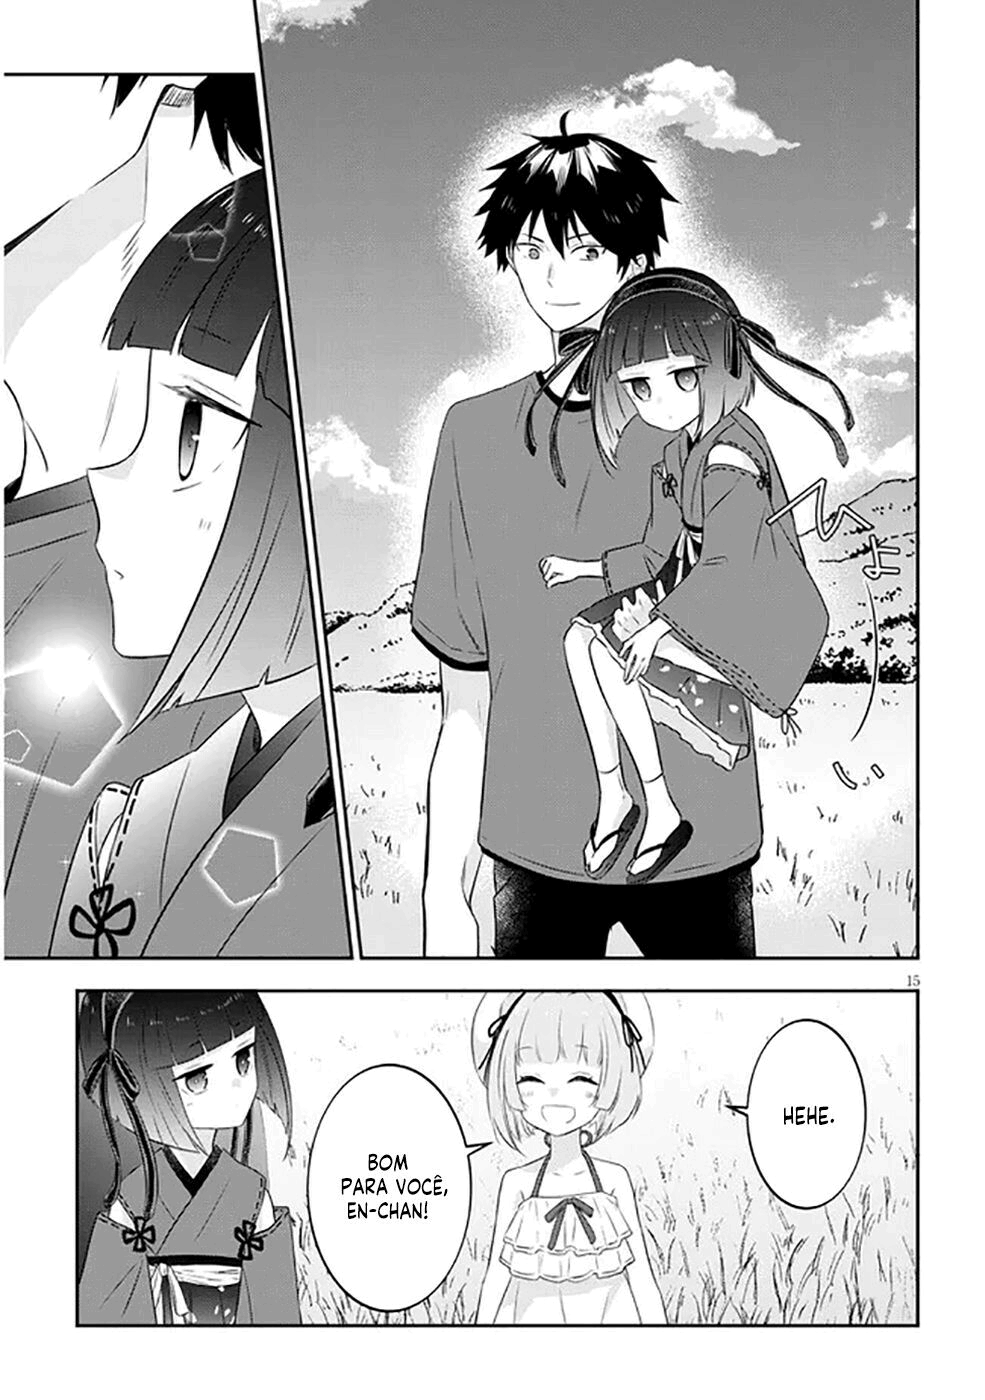 ひょい
15
HEHE.
BOM
PARA VOCÊ,
EN-CHAN!